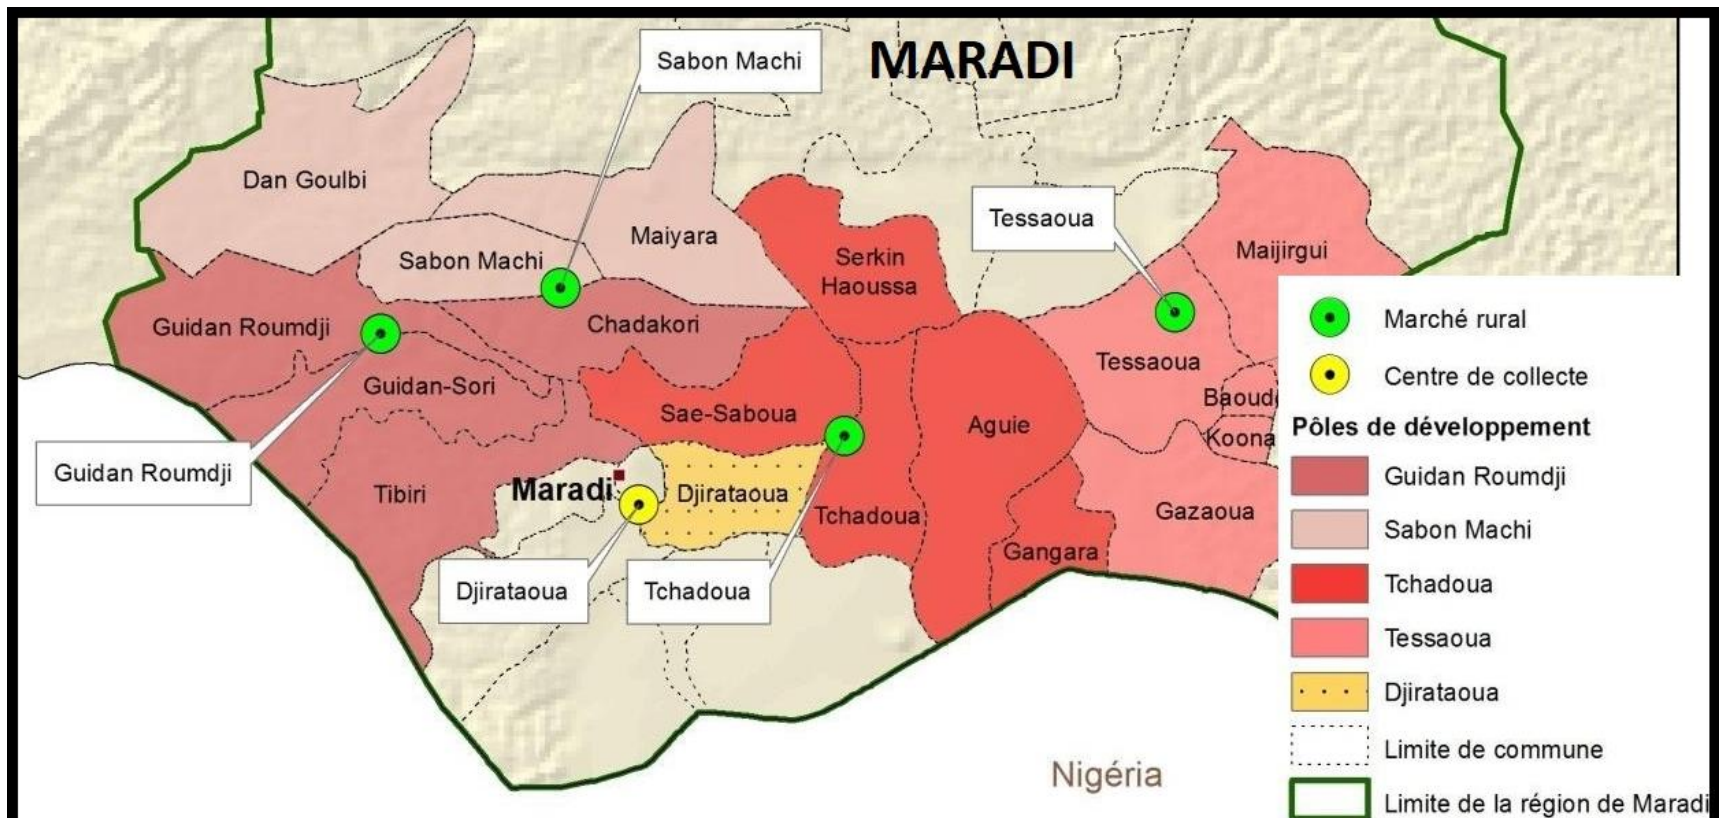 MARADI
Sabon Machi
Dan Goulbi
Tessaoua
Maiyara
Sabon Machi
Serkin
Haoussa
Maijirgui
Guidan Roumdji
Chadakori
Tessaoua
Guidan-Sori
Baoud
Sae-Saboua
Aguie
Koona
Guidan Roumdji
Tibiri
Maradi
Djirataoua
Tchadoua
Gazaoua
Gangara
Djirataoua
Tchadoua
Nigéria
Marché rural
Centre de collecte
Pôles de développement
Guidan Roumdji
Sabon Machi
Tchadoua
Tessaoua
Djirataoua
Limite de commune
Limite de la région de Maradi